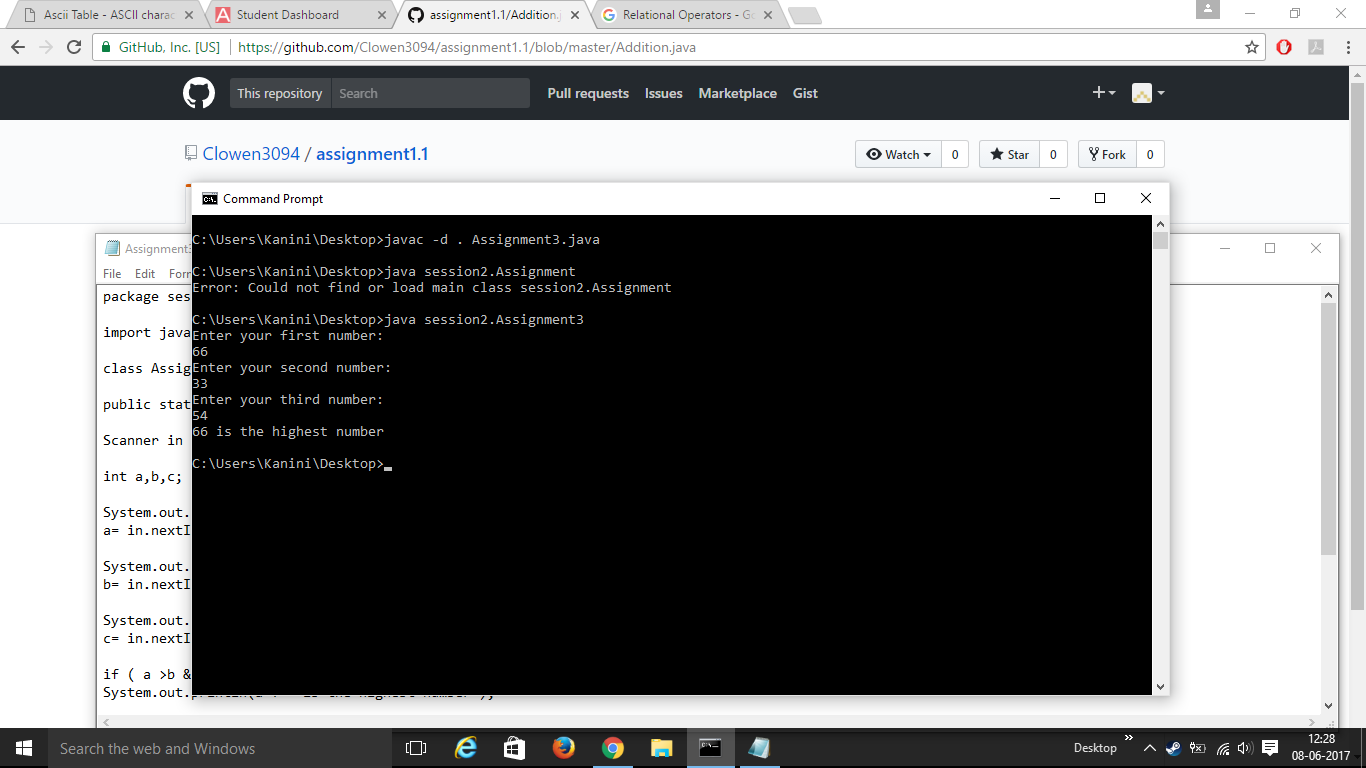 Ascii Table - ASCII charac
Student Dashboard
assignment1.1/Addition.j
Relational Operators - Go
GitHub, Inc. [US]
https://github.com/Clowen3094/assignment1.1/blob/master/Addition.java
This repository
Search
Pull requests
Issues
Marketplace
Gist
Clowen3094 / assignment1.1
Watch
0
Star
0
Fork
0
Command Prompt
C:\Users\Kanini\Desktop>javac -d . Assignment3.java
C:\Users\Kanini\Desktop>java session2.Assignment
Error: Could not find or load main class session2.Assignment
C:\Users\Kanini\Desktop>java session2.Assignment3
Enter your first number:
66
Enter your second number:
33
Enter your third number:
54
66 is the highest number
C:\Users\Kanini\Desktop>
Assignment3
File Edit Forn
package ses
import java
class Assig
public stat
Scanner in
int a,b,c;
System.out.
a= in.nextI
System.out.
b= in.nextI
System.out.
c= in.nextI
if ( a >b &
System.out.
Search the web and Windows
Desktop
12:28
08-06-2017